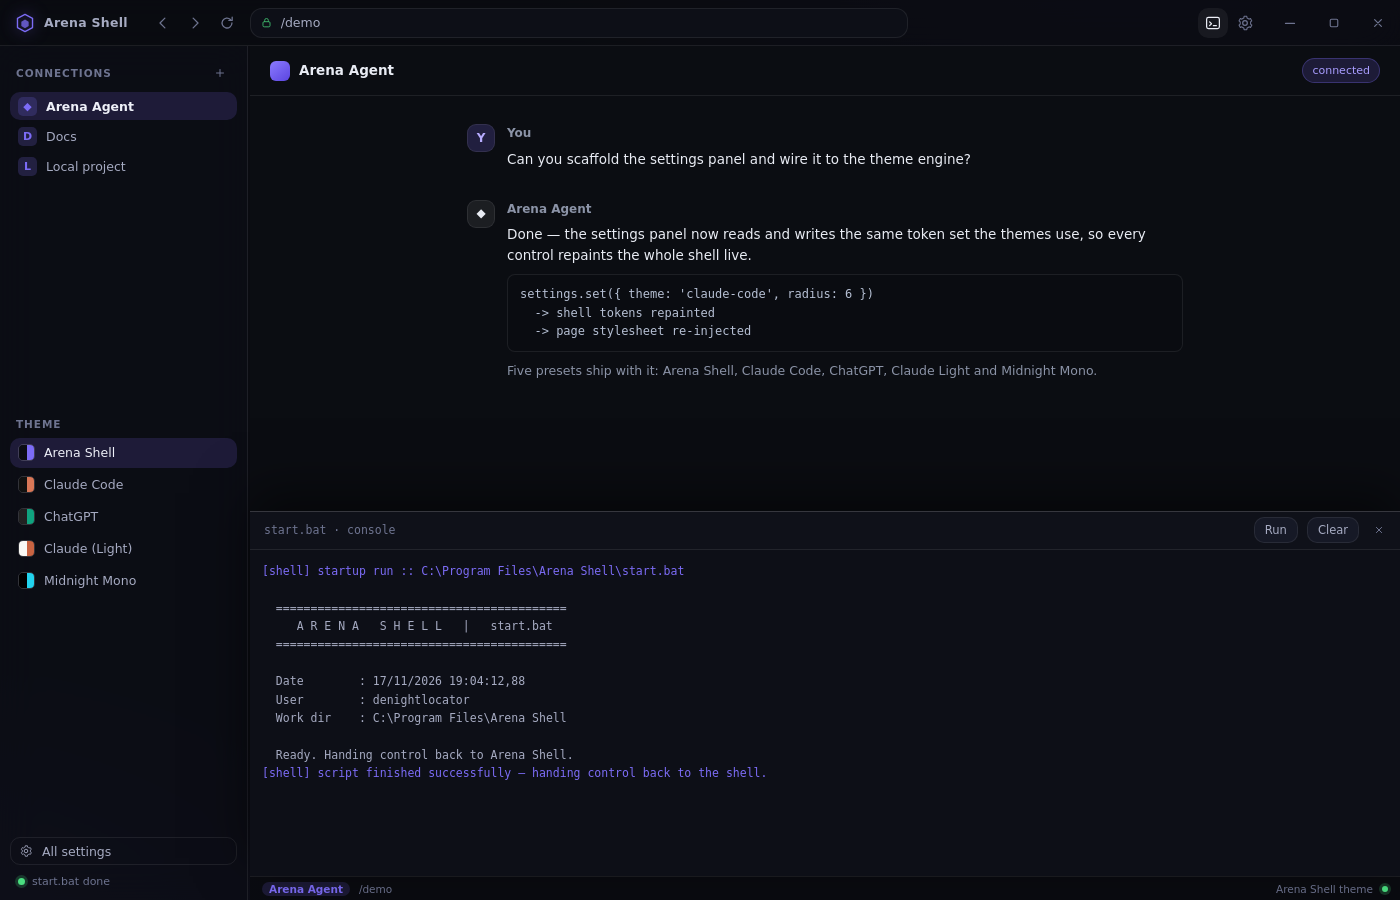 Arena Shell
/demo
CONNECTIONS
Arena Agent
D Docs
L Local project
THEME
Arena Shell
Claude Code
ChatGPT
Claude (Light)
Midnight Mono
All settings
start.bat done
Arena Agent
connected
Y
You
Can you scaffold the settings panel and wire it to the theme engine?
Arena Agent
Done — the settings panel now reads and writes the same token set the themes use, so every
control repaints the whole shell live.
settings.set({ theme: 'claude-code', radius: 6 })
-> shell tokens repainted
-> page stylesheet re-injected
Five presets ship with it: Arena Shell, Claude Code, ChatGPT, Claude Light and Midnight Mono.
start.bat · console
Run
Clear
[shell] startup run :: C:\Program Files\Arena Shell\start.bat
==========================================
A R E N A   S H E L L   |   start.bat
==========================================
Date        : 17/11/2026 19:04:12,88
User        : denightlocator
Work dir    : C:\Program Files\Arena Shell
Ready. Handing control back to Arena Shell.
[shell] script finished successfully — handing control back to the shell.
Arena Agent
/demo
Arena Shell theme